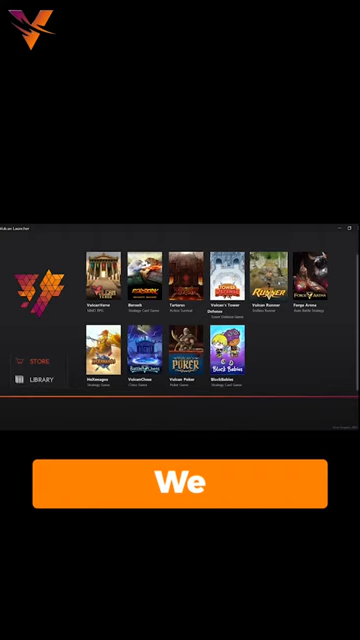 Vulcan Launcher
VulcanVerse
MMO RPG
Berserk
Strategy Card Game
Tartarus
Action Survival
Vulcan's Tower
Defense
Tower Defense Game
Vulcan Runner
Endless Runner
Forge Arena
Auto Battle Strategy
STORE
LIBRARY
HeXonagns
Strategy Game
VulcanChess
Chess Game
Vulcan Poker
Poker Game
BlockBabies
Strategy Card Game
We